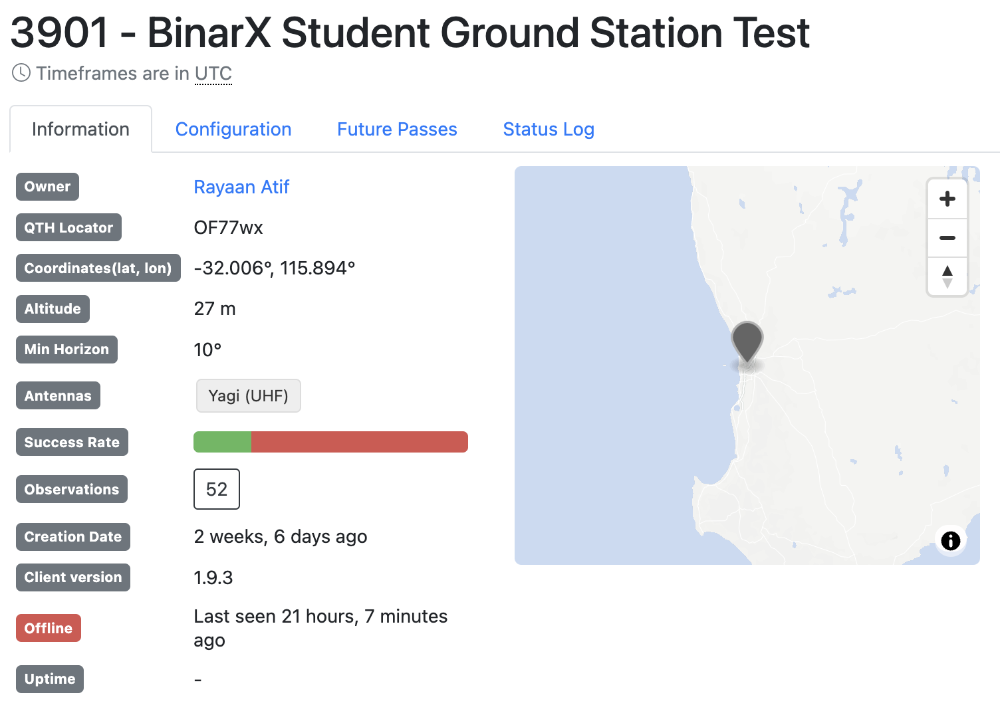 3901 - BinarX Student Ground Station Test
Timeframes are in UTC
Information Configuration Future Passes Status Log
Owner Rayaan Atif
QTH Locator OF77wx
Coordinates(lat, lon) -32.006°, 115.894°
Altitude 27 m
Min Horizon 10°
Antennas Yagi (UHF)
Success Rate
Observations 52
Creation Date 2 weeks, 6 days ago
Client version 1.9.3
Offline Last seen 21 hours, 7 minutes
ago
Uptime -